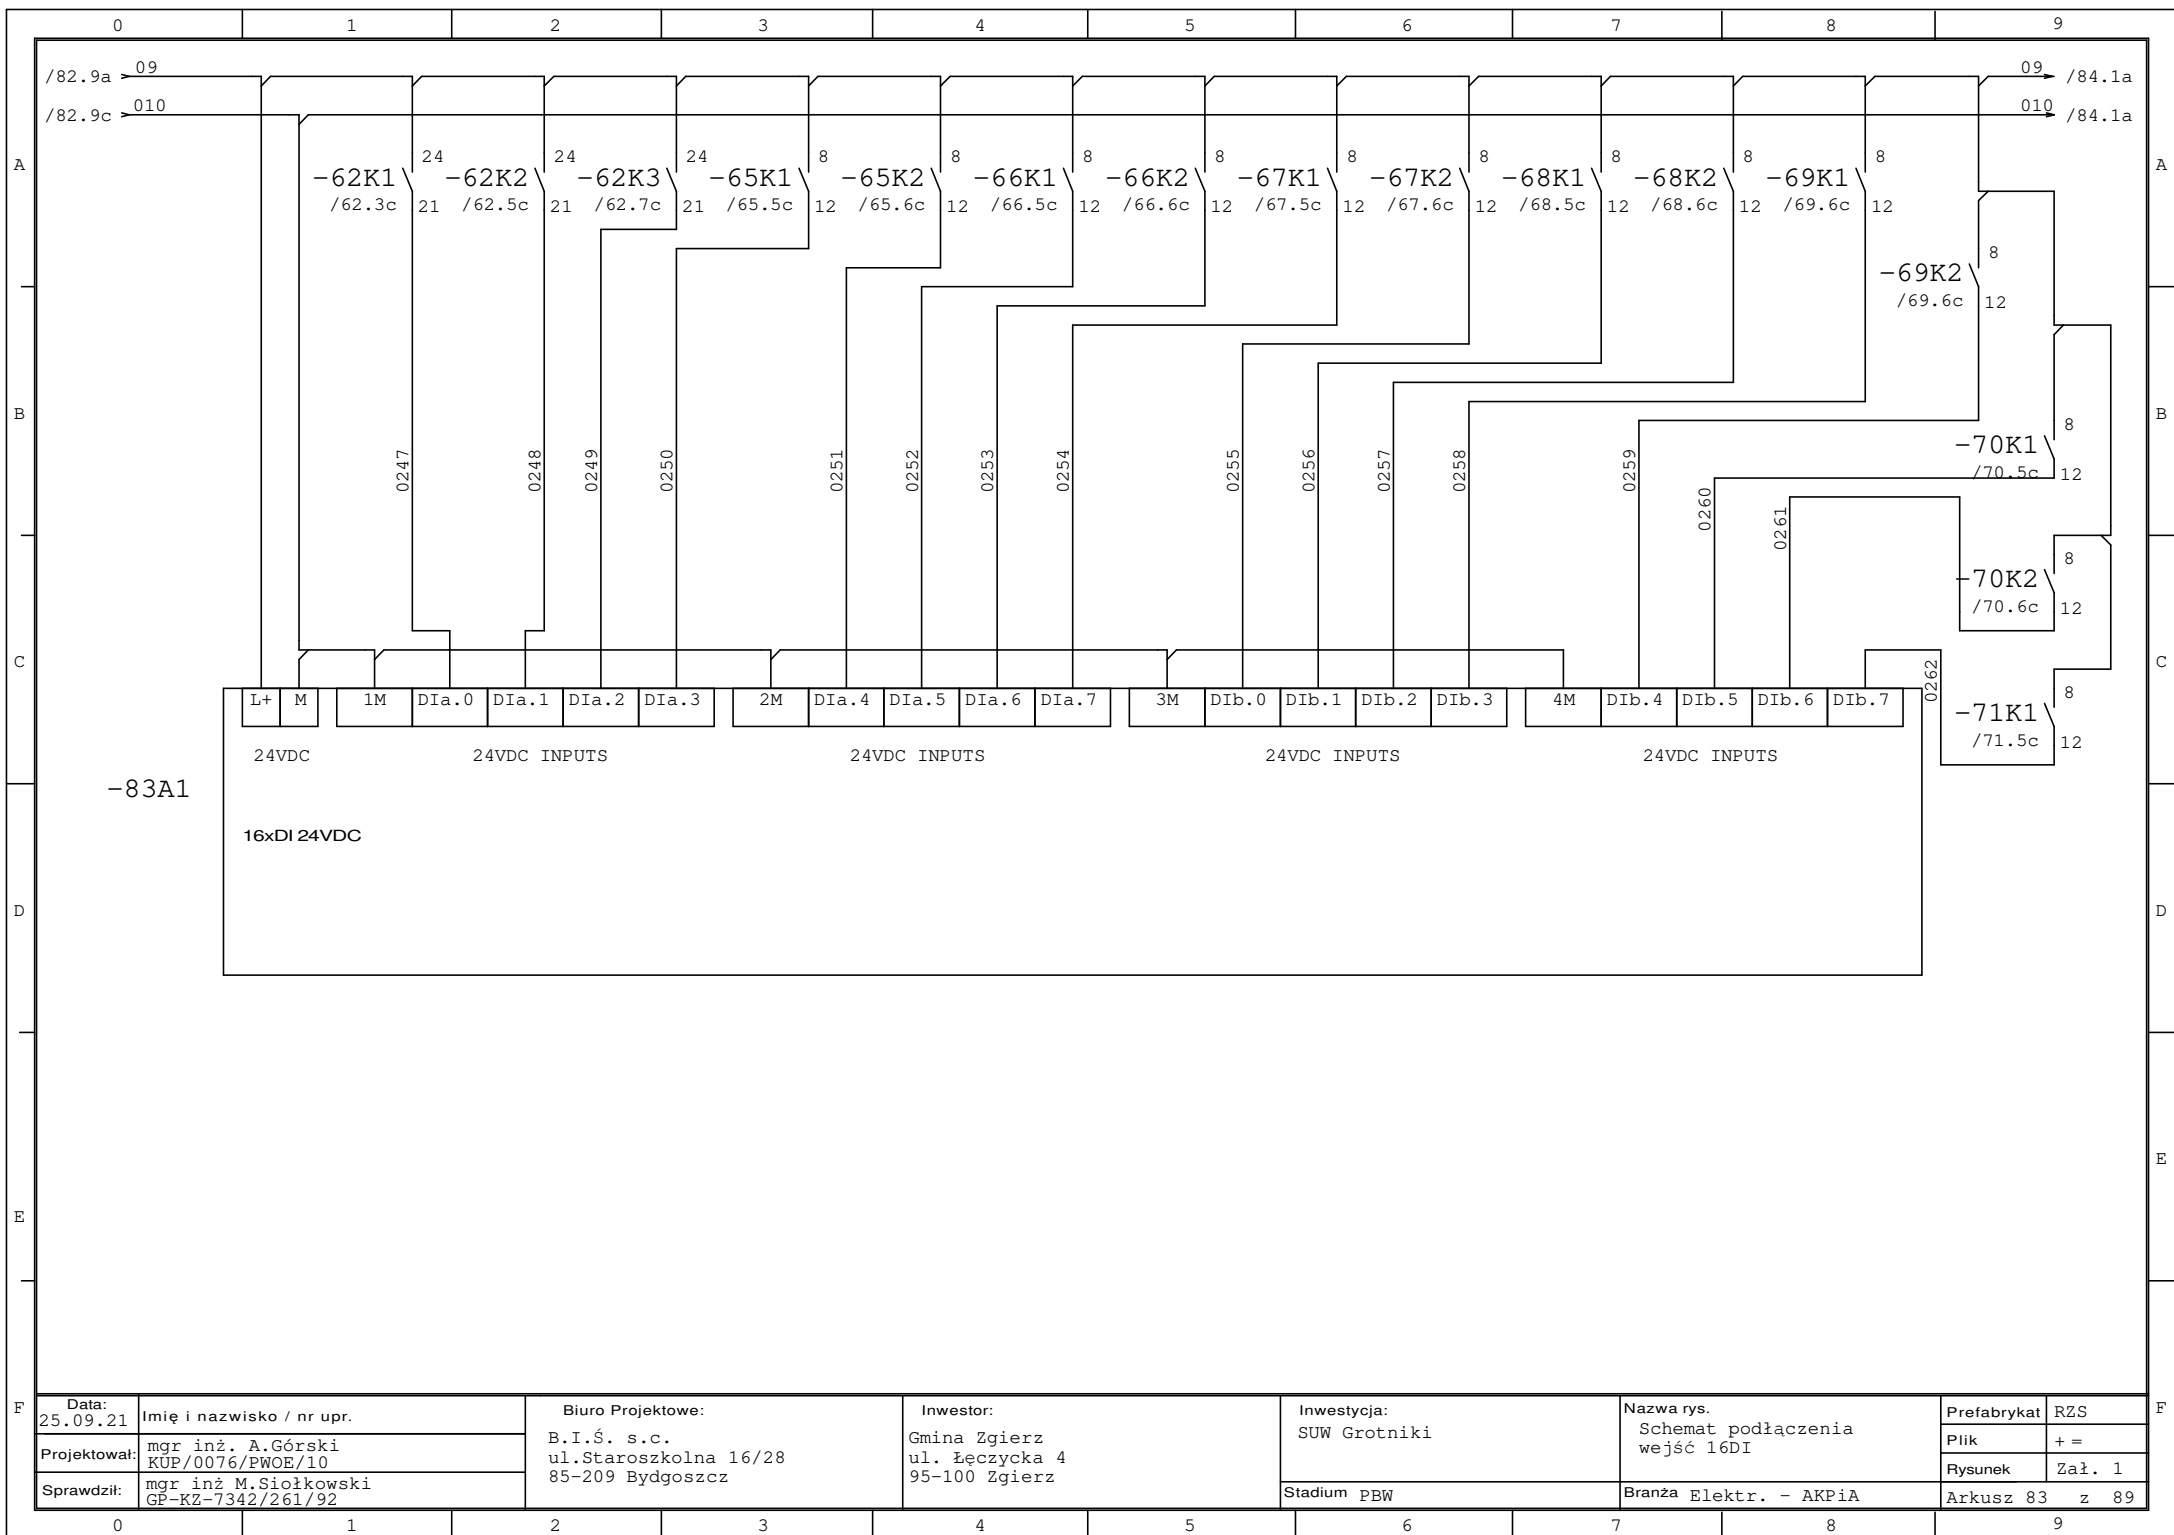 0 1 2 3 4 5 6 7 8 9
/82.9a 09 09 /84.1a
/82.9c 010 010 /84.1a
A A
24 24 24 8 8 8 8 8 8 8 8 8
-62K1 -62K2 -62K3 -65K1 -65K2 -66K1 -66K2 -67K1 -67K2 -68K1 -68K2 -69K1
/62.3c 21 /62.5c 21 /62.7c 21 /65.5c 12 /65.6c 12 /66.5c 12 /66.6c 12 /67.5c 12 /67.6c 12 /68.5c 12 /68.6c 12 /69.6c 12
8
-69K2
/69.6c 12
B B
8
-70K1
/70.5c 12
0247 0248 0249 0250 0251 0252 0253 0254 0255 0256 0257 0258 0259 0260 0261
8
-70K2
/70.6c 12
C C
0262
L+ M 1M DIa.0 DIa.1 DIa.2 DIa.3 2M DIa.4 DIa.5 DIa.6 DIa.7 3M DIb.0 DIb.1 DIb.2 DIb.3 4M DIb.4 DIb.5 DIb.6 DIb.7
8
-71K1
/71.5c 12
24VDC 24VDC INPUTS 24VDC INPUTS 24VDC INPUTS 24VDC INPUTS
-83A1
16xDI 24VDC
D D
E E
F F
Data:
25.09.21
Imię i nazwisko / nr upr.
Projektował:
mgr inż. A.Górski
KUP/0076/PWOE/10
Sprawdził:
mgr inż M.Siołkowski
GP-KZ-7342/261/92
Biuro Projektowe:
B.I.Ś. s.c.
ul.Staroszkolna 16/28
85-209 Bydgoszcz
Inwestor:
Gmina Zgierz
ul. Łęczycka 4
95-100 Zgierz
Inwestycja:
SUW Grotniki
Stadium PBW
Nazwa rys.
Schemat podłączenia
wejść 16DI
Branża Elektr. - AKPiA
Prefabrykat RZS
Plik + =
Rysunek Zał. 1
Arkusz 83 z 89
0 1 2 3 4 5 6 7 8 9